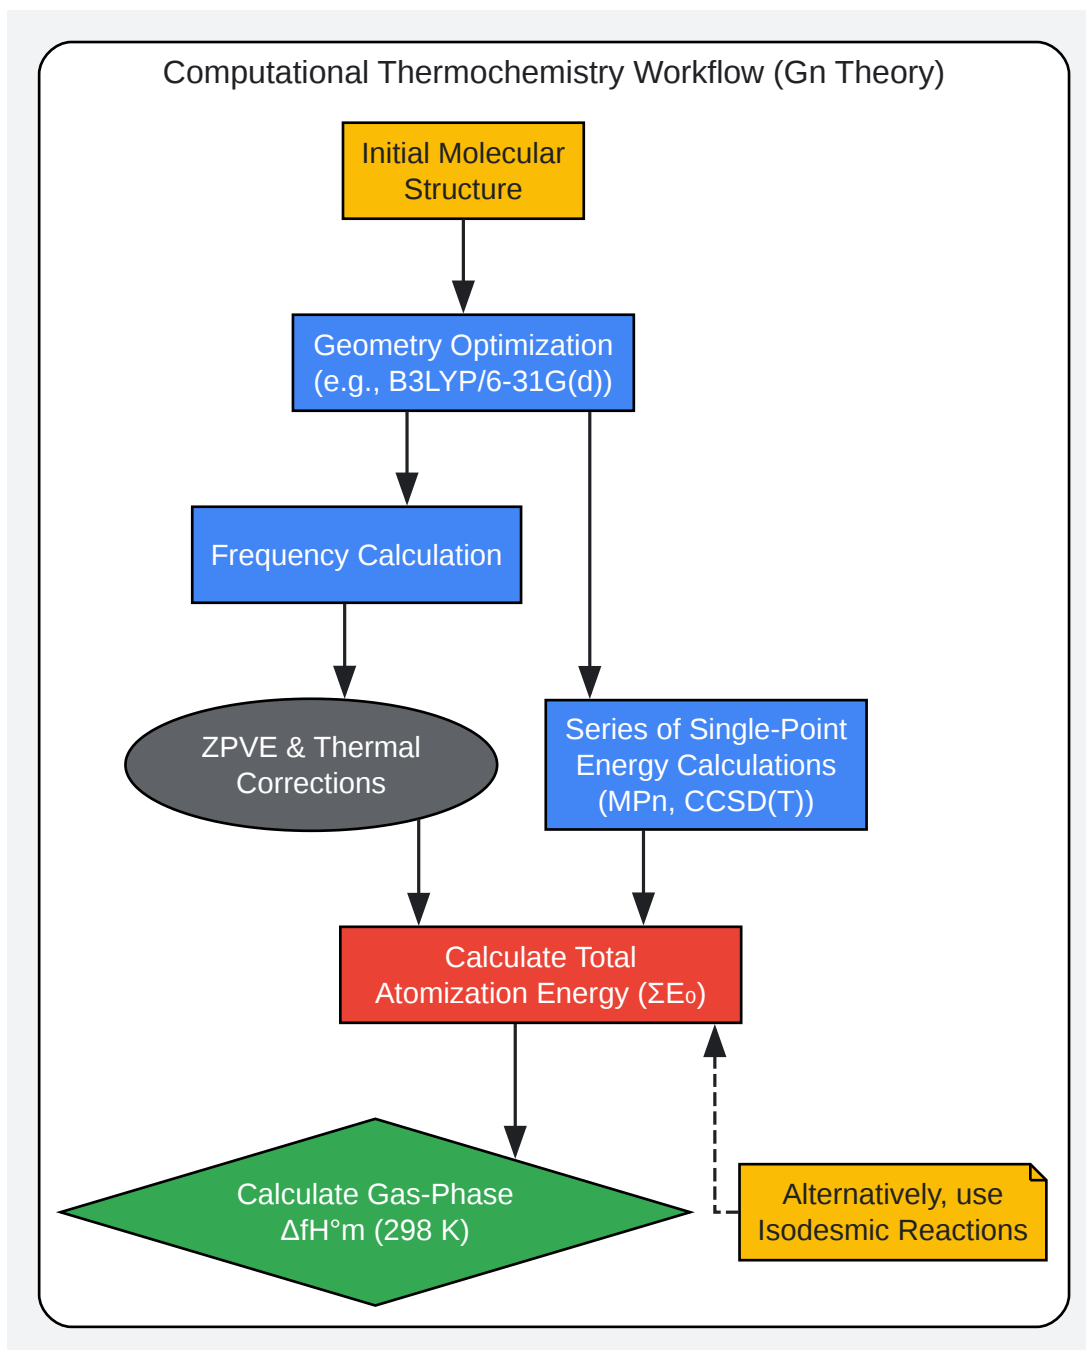 Computational Thermochemistry Workflow (Gn Theory)
Initial Molecular
Structure
Geometry Optimization
(e.g., B3LYP/6-31G(d))
Frequency Calculation
ZPVE & Thermal
Corrections
Series of Single-Point
Energy Calculations
(MPn, CCSD(T))
Calculate Total
Atomization Energy (ΣE₀)
Calculate Gas-Phase
ΔfH°m (298 K)
Alternatively, use
Isodesmic Reactions